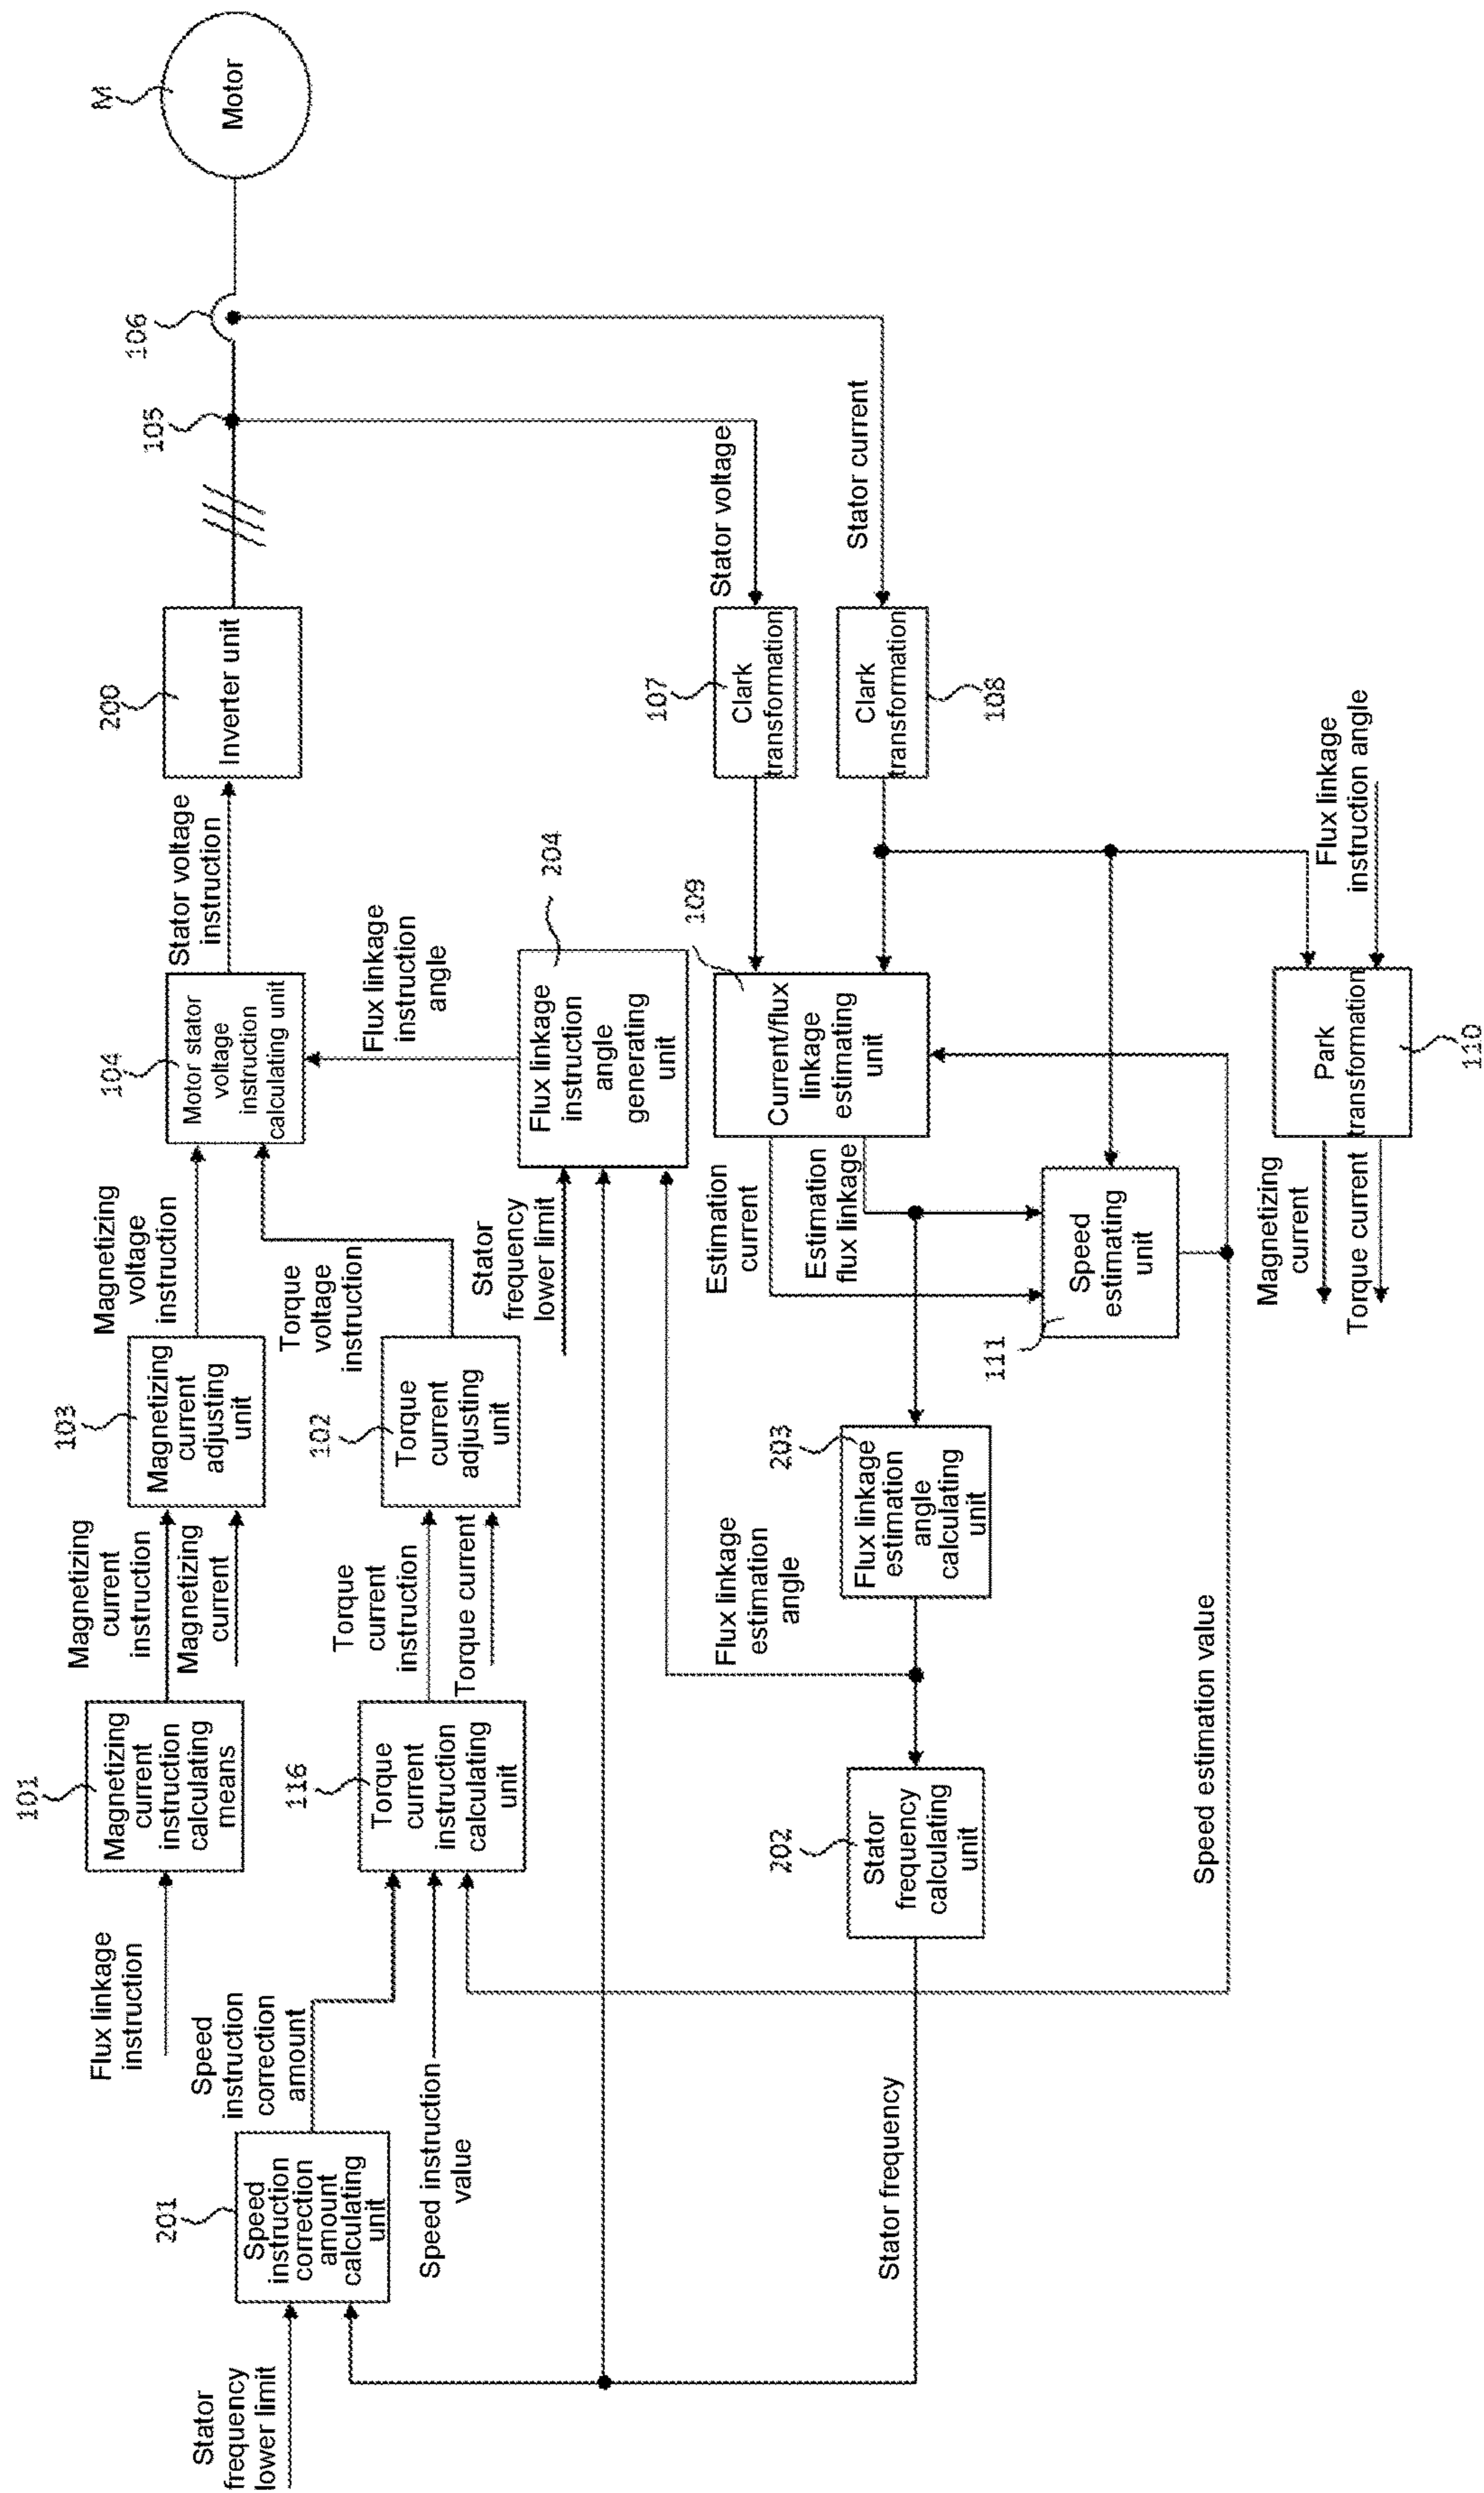 101
Magnetizing
current
instruction
calculating
means
Flux linkage
instruction
Magnetizing
current
instruction
Magnetizing
current
103
Magnetizing
current
adjusting
unit
Magnetizing
voltage
instruction
104
Motor stator
voltage
instruction
calculating unit
Stator voltage
instruction
200
Inverter unit
105
106
M
Motor
Stator
frequency
lower limit
201
Speed
instruction
correction
amount
calculating
unit
Speed
instruction
correction
amount
Speed instruction
value
116
Torque
current
instruction
calculating
unit
Torque
current
instruction
Torque current
102
Torque
current
adjusting
unit
Torque
voltage
instruction
Stator
frequency
lower limit
Flux linkage
instruction
angle
204
Flux linkage
instruction
angle
generating
unit
Stator voltage
107
Clark
transformation
Stator current
108
Clark
transformation
109
Current/flux
linkage
estimating
unit
Estimation
current
Estimation
flux linkage
111
Speed
estimating
unit
203
Flux linkage
estimation
angle
calculating
unit
Flux linkage
estimation
angle
202
Stator
frequency
calculating
unit
Stator frequency
Speed estimation value
Flux linkage
instruction angle
110
Park
transformation
Magnetizing
current
Torque current